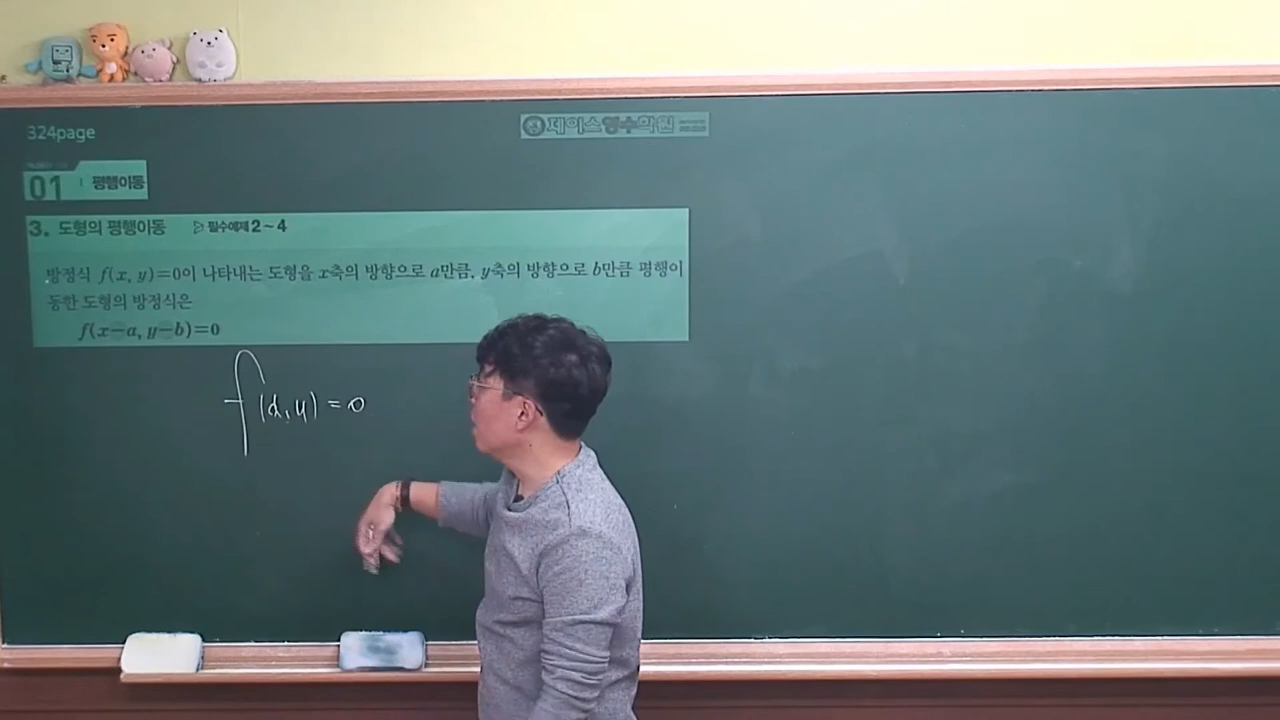 324page
제이스영수학원
01 평행이동
3. 도형의 평행이동 ▷ 필수예제 2~4
방정식 f(x, y)=0이 나타내는 도형을 x축의 방향으로 a만큼, y축의 방향으로 b만큼 평행이
동한 도형의 방정식은
f(x-a, y-b)=0
f(x,y)=0